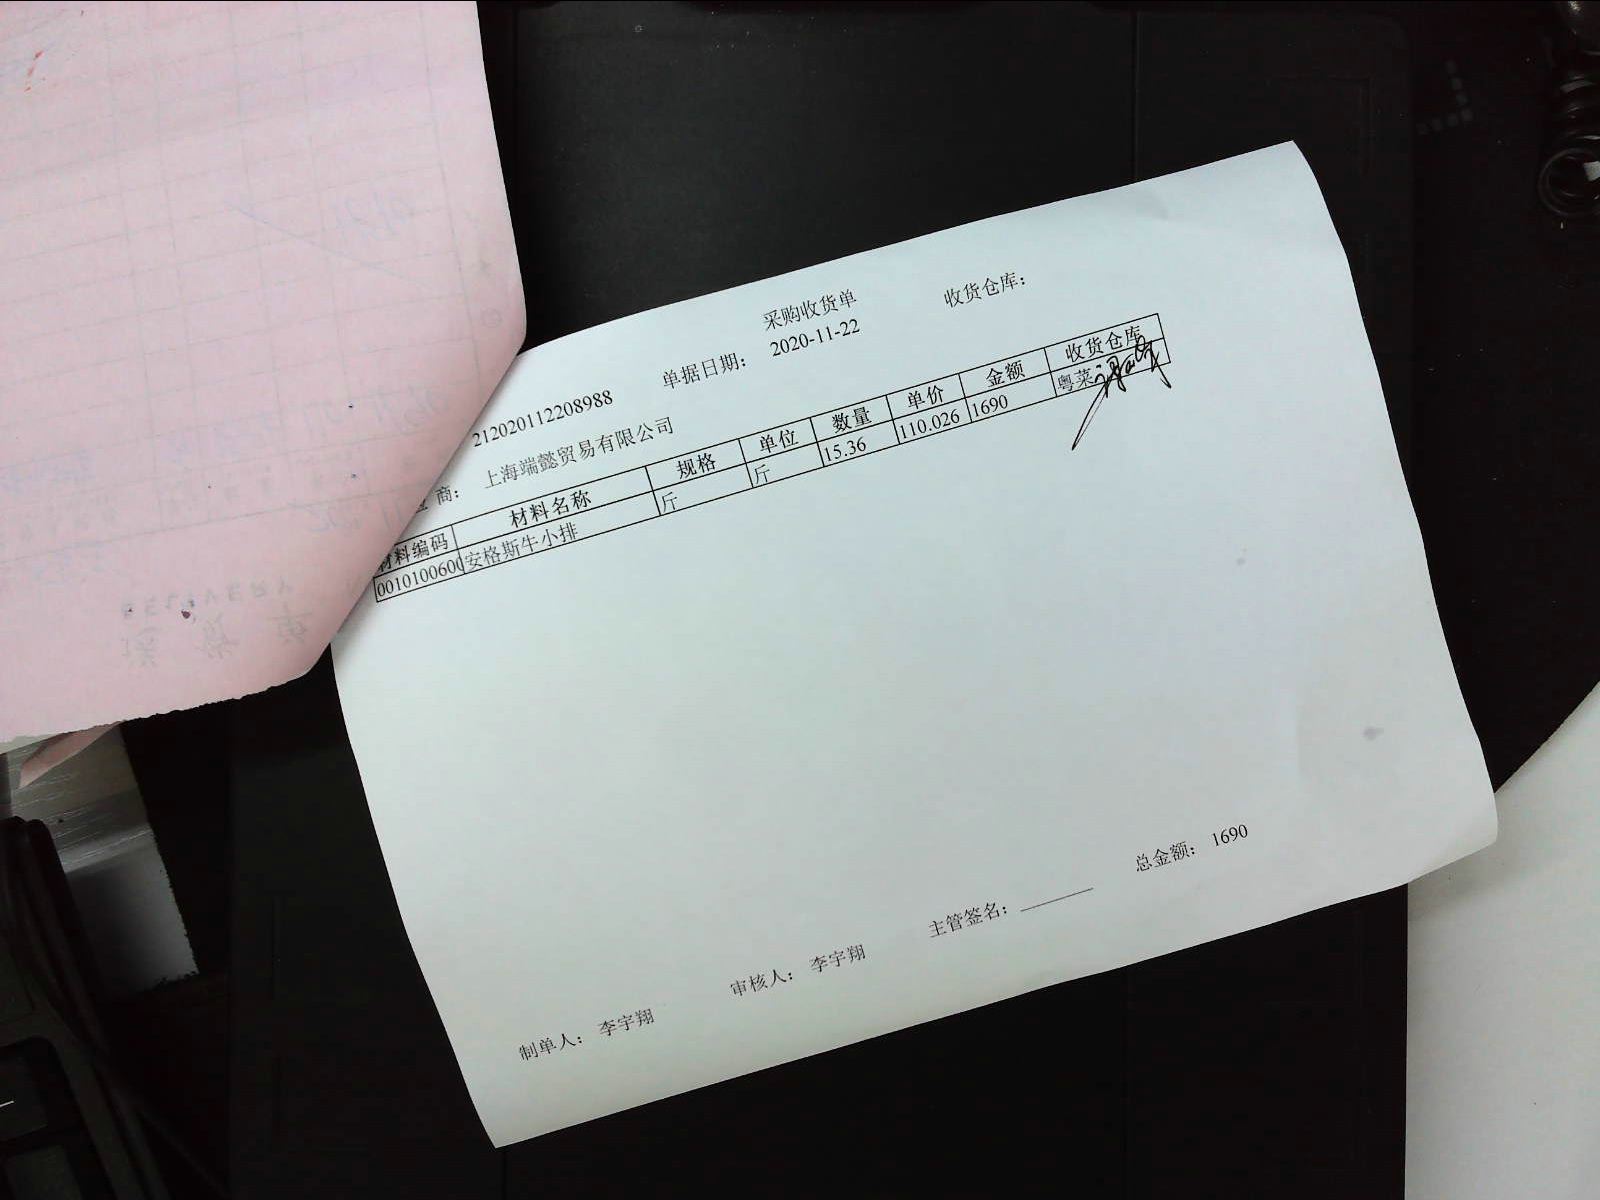 采购收货单
收货仓库：
212020112208988 单据日期： 2020-11-22
商： 上海端懿贸易有限公司
材料编码 材料名称 规格 单位 数量 单价 金额 收货仓库
0010100600 安格斯牛小排 斤 斤 15.36 110.026 1690 粤菜
总金额： 1690
制单人： 李宇翔 审核人： 李宇翔 主管签名：